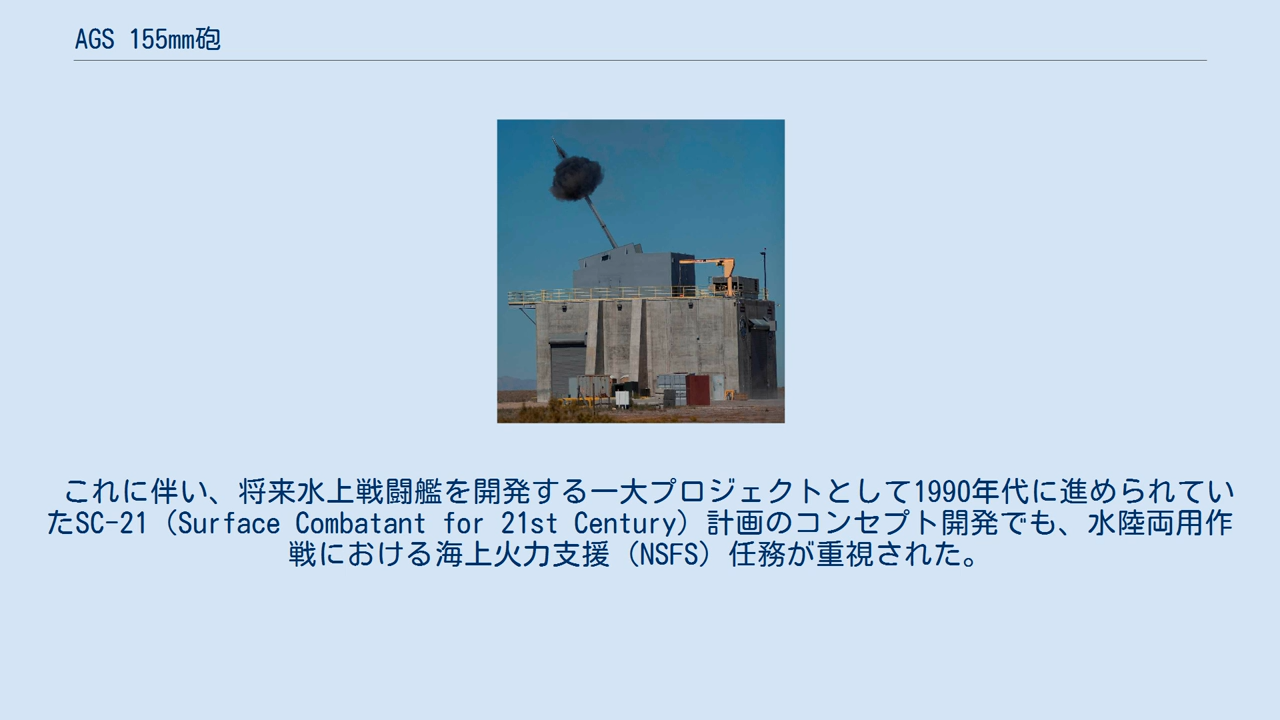 AGS 155mm砲
これに伴い、将来水上戦闘艦を開発する一大プロジェクトとして1990年代に進められてい
たSC-21（Surface Combatant for 21st Century）計画のコンセプト開発でも、水陸両用作
戦における海上火力支援（NSFS）任務が重視された。